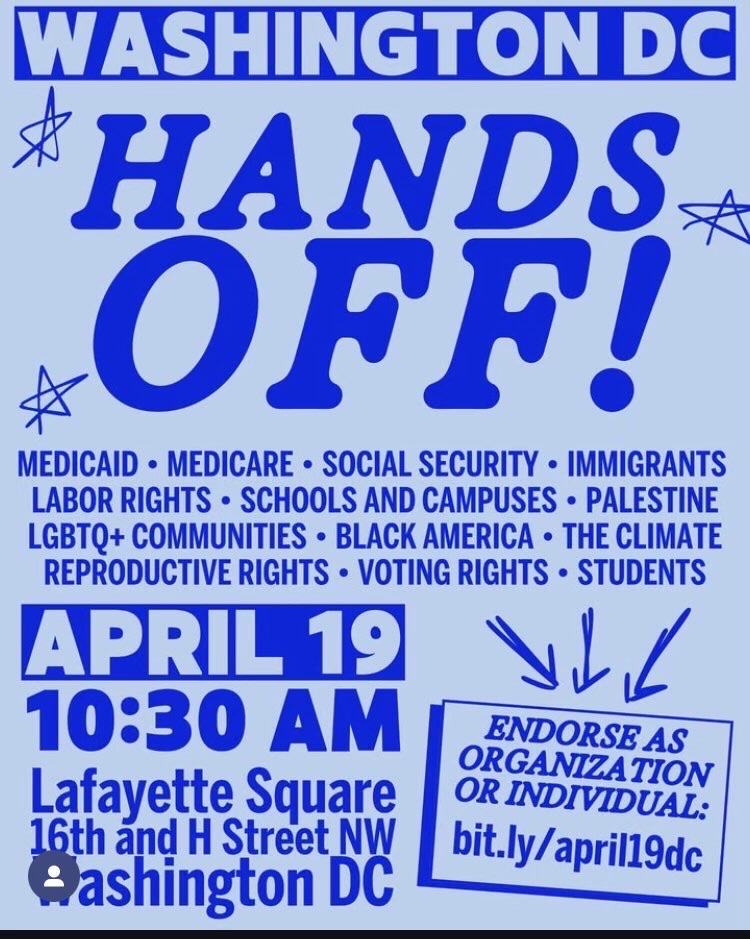 WASHINGTON DC
HANDS
OFF!
MEDICAID • MEDICARE • SOCIAL SECURITY • IMMIGRANTS
LABOR RIGHTS • SCHOOLS AND CAMPUSES • PALESTINE
LGBTQ+ COMMUNITIES • BLACK AMERICA • THE CLIMATE
REPRODUCTIVE RIGHTS • VOTING RIGHTS • STUDENTS
APRIL 19
10:30 AM
Lafayette Square
16th and H Street NW
Washington DC
ENDORSE AS
ORGANIZATION
OR INDIVIDUAL:
bit.ly/april19dc